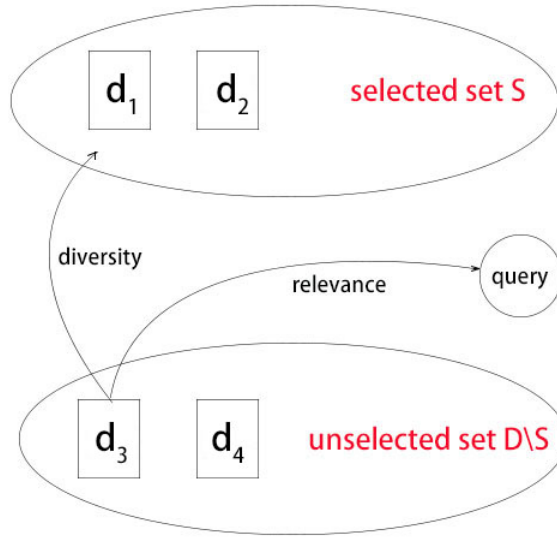 d₁ d₂ selected set S
diversity
relevance
query
d₃ d₄ unselected set D\S